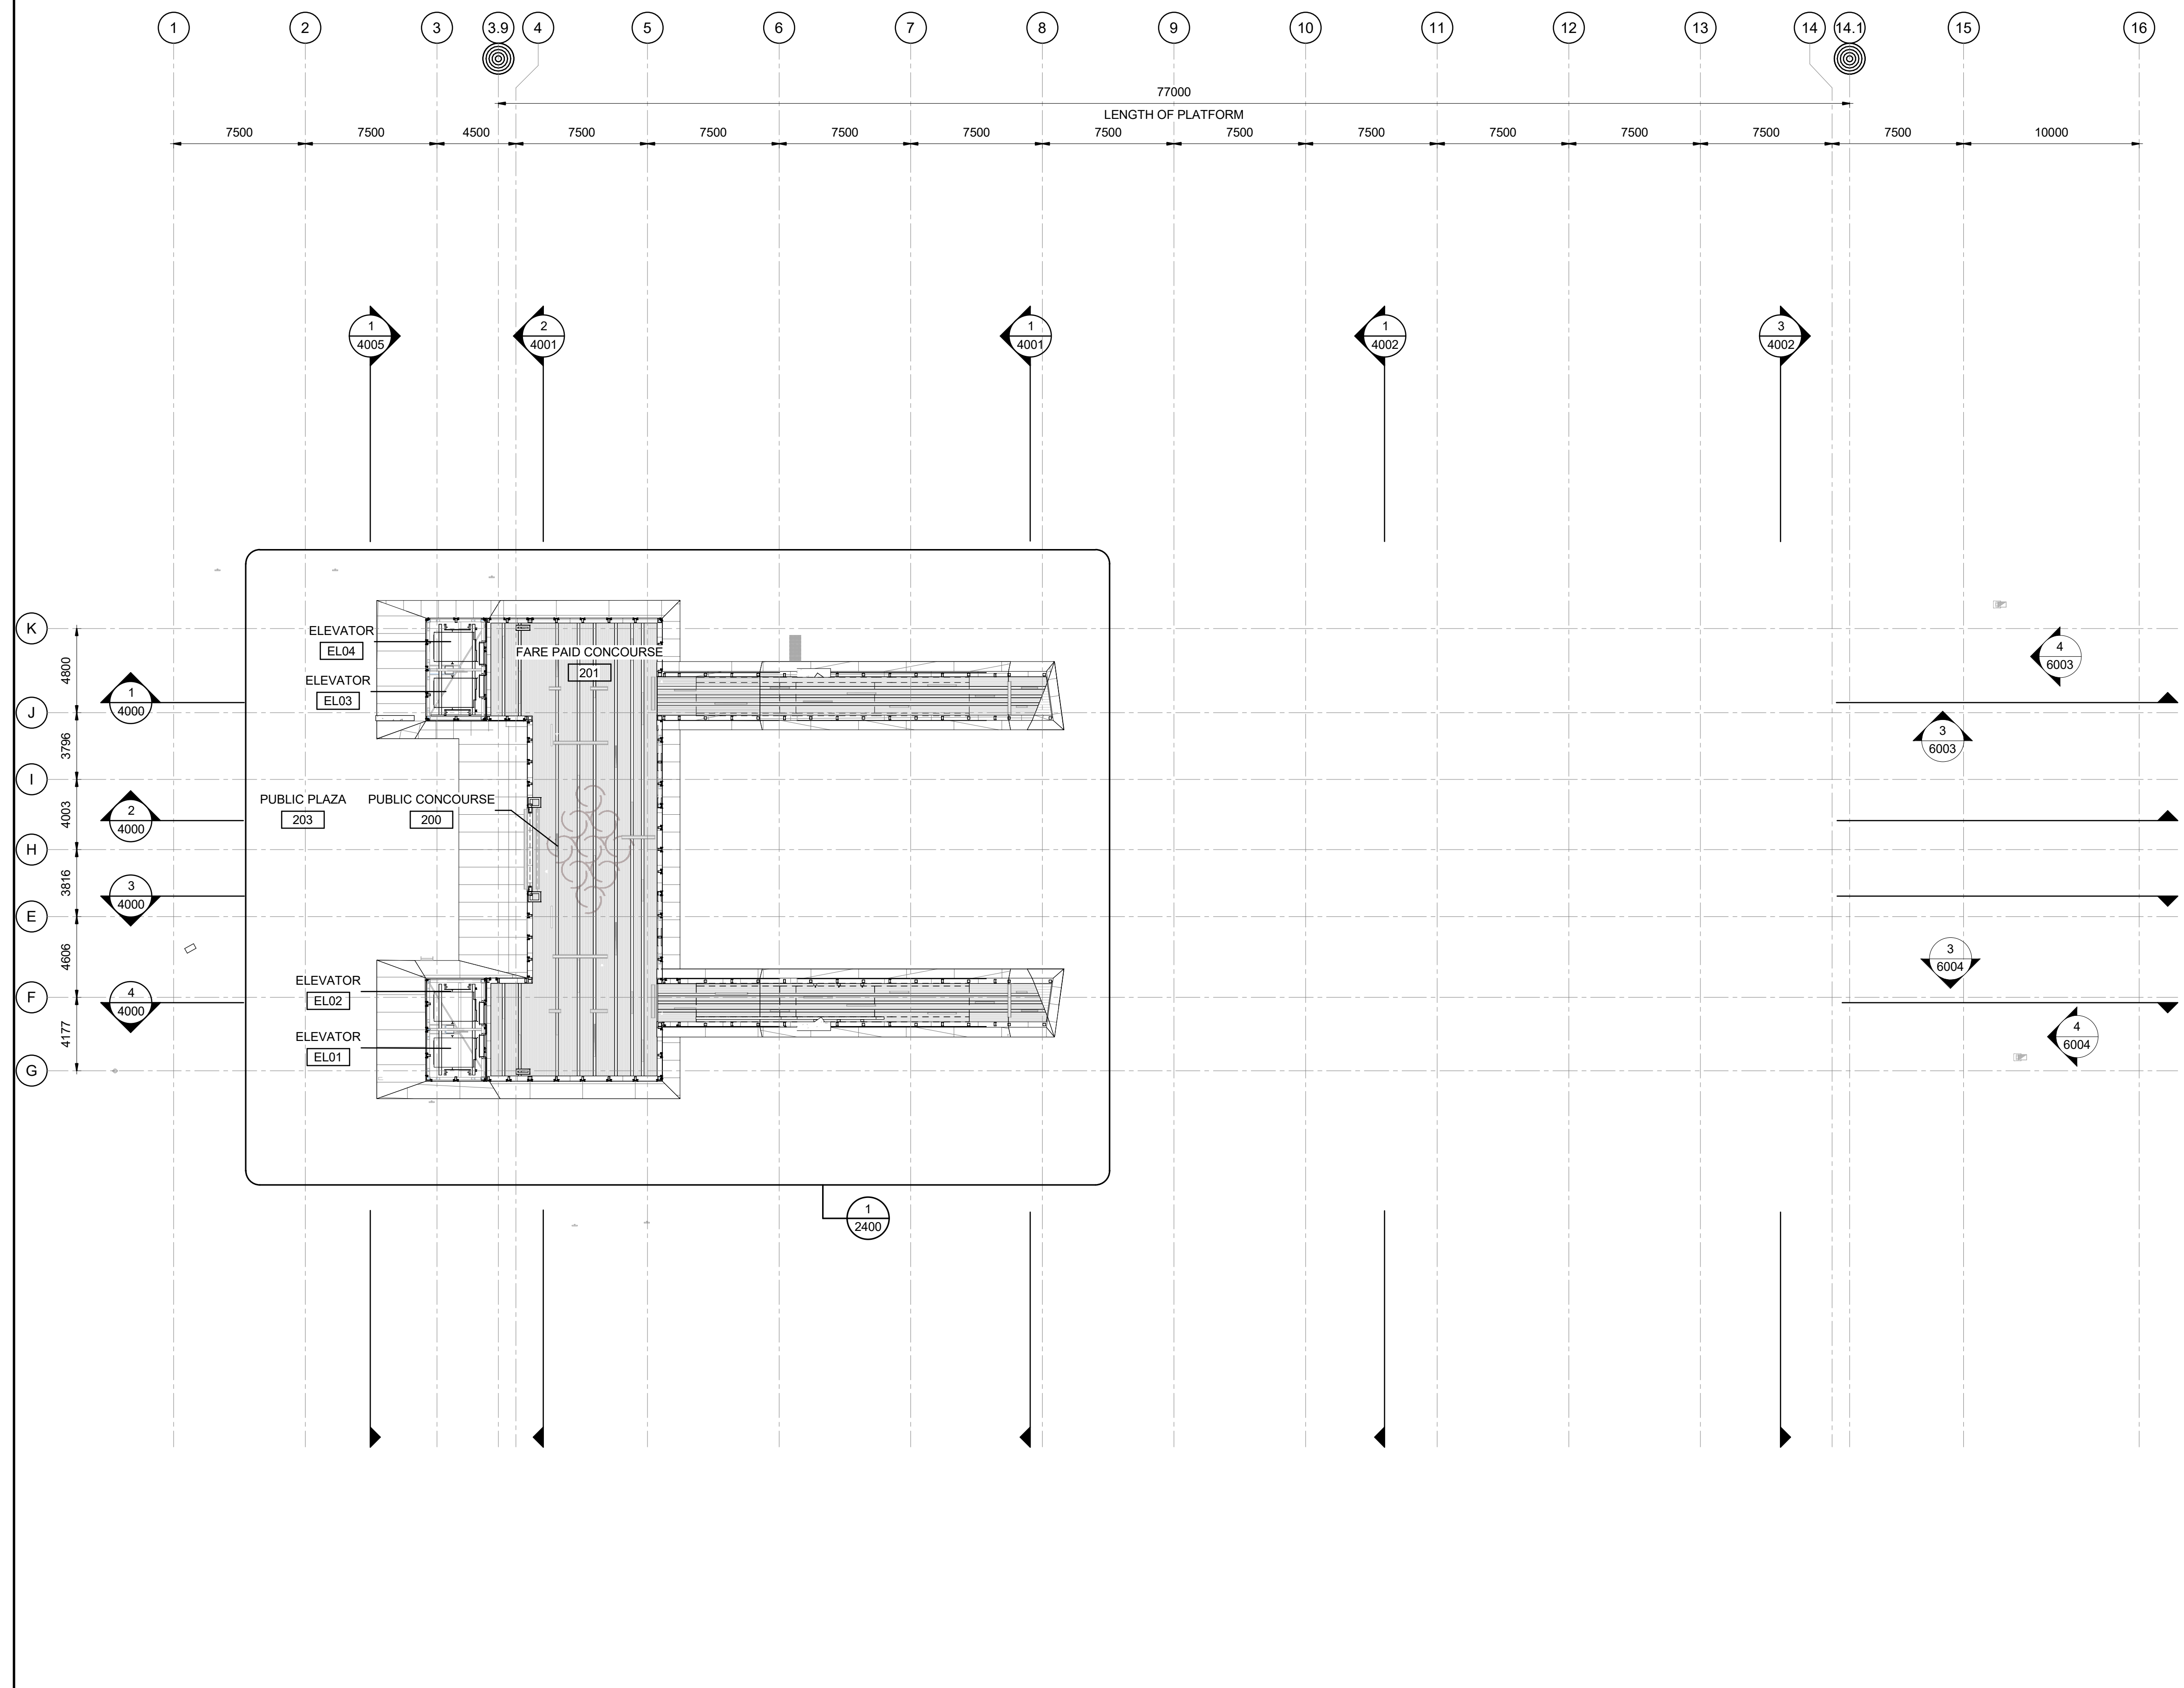 1 2 3 3.9 4 5 6 7 8 9 10 11 12 13 14 14.1 15 16
77000
LENGTH OF PLATFORM
7500 7500 4500 7500 7500 7500 7500 7500 7500 7500 7500 7500 7500 7500 10000
1 2 1 1 3
4005 4001 4001 4002 4002
K
ELEVATOR
EL04
FARE PAID CONCOURSE
201
4
6003
4800
ELEVATOR
EL03
1
4000
J
3
6003
3796
I
PUBLIC PLAZA PUBLIC CONCOURSE
203 200
2
4000
4003
H
3816
3
4000
E
4606
3
6004
ELEVATOR
EL02
F
4
4000
4177
ELEVATOR
EL01
4
6004
G
1
2400